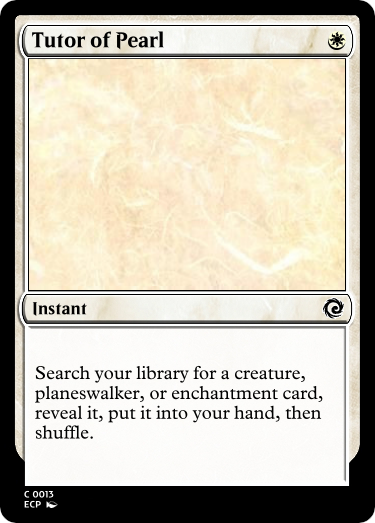 Tutor of Pearl
Instant
Search your library for a creature,
planeswalker, or enchantment card,
reveal it, put it into your hand, then
shuffle.
C 0013
ECP